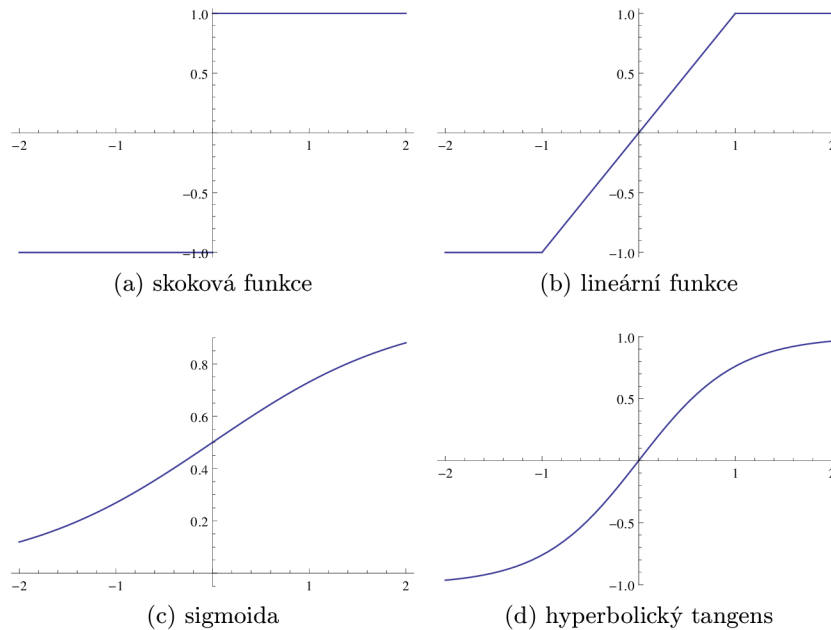 1.0
0.5
−2 −1 1 2
−0.5
−1.0
(a) skoková funkce
1.0
0.5
−2 −1 1 2
−0.5
−1.0
(b) lineární funkce
0.8
0.6
0.4
0.2
−2 −1 1 2
(c) sigmoida
1.0
0.5
−2 −1 1 2
−0.5
−1.0
(d) hyperbolický tangens